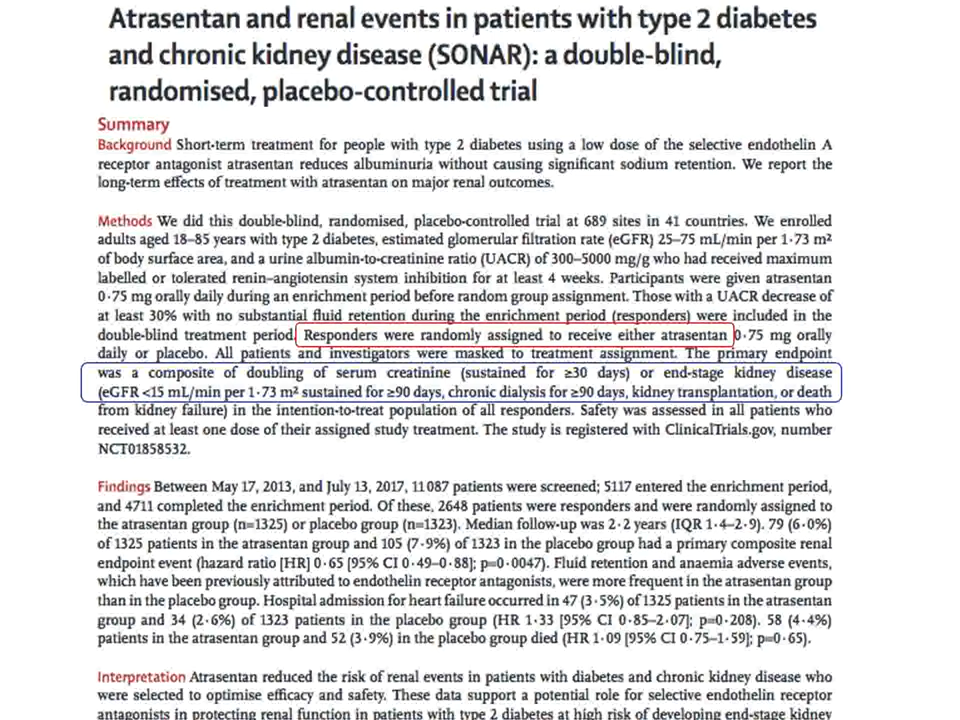 Atrasentan and renal events in patients with type 2 diabetes
and chronic kidney disease (SONAR): a double-blind,
randomised, placebo-controlled trial
Summary
Background Short-term treatment for people with type 2 diabetes using a low dose of the selective endothelin A
receptor antagonist atrasentan reduces albuminuria without causing significant sodium retention. We report the
long-term effects of treatment with atrasentan on major renal outcomes.
Methods We did this double-blind, randomised, placebo-controlled trial at 689 sites in 41 countries. We enrolled
adults aged 18–85 years with type 2 diabetes, estimated glomerular filtration rate (eGFR) 25–75 mL/min per 1·73 m²
of body surface area, and a urine albumin-to-creatinine ratio (UACR) of 300–5000 mg/g who had received maximum
labelled or tolerated renin–angiotensin system inhibition for at least 4 weeks. Participants were given atrasentan
0·75 mg orally daily during an enrichment period before random group assignment. Those with a UACR decrease of
at least 30% with no substantial fluid retention during the enrichment period (responders) were included in the
double-blind treatment period. Responders were randomly assigned to receive either atrasentan 0·75 mg orally
daily or placebo. All patients and investigators were masked to treatment assignment. The primary endpoint
was a composite of doubling of serum creatinine (sustained for ≥30 days) or end-stage kidney disease
(eGFR <15 mL/min per 1·73 m² sustained for ≥90 days, chronic dialysis for ≥90 days, kidney transplantation, or death
from kidney failure) in the intention-to-treat population of all responders. Safety was assessed in all patients who
received at least one dose of their assigned study treatment. The study is registered with ClinicalTrials.gov, number
NCT01858532.
Findings Between May 17, 2013, and July 13, 2017, 11 087 patients were screened; 5117 entered the enrichment period,
and 4711 completed the enrichment period. Of these, 2648 patients were responders and were randomly assigned to
the atrasentan group (n=1325) or placebo group (n=1323). Median follow-up was 2·2 years (IQR 1·4–2·9). 79 (6·0%)
of 1325 patients in the atrasentan group and 105 (7·9%) of 1323 in the placebo group had a primary composite renal
endpoint event (hazard ratio [HR] 0·65 [95% CI 0·49–0·88]; p=0·0047). Fluid retention and anaemia adverse events,
which have been previously attributed to endothelin receptor antagonists, were more frequent in the atrasentan group
than in the placebo group. Hospital admission for heart failure occurred in 47 (3·5%) of 1325 patients in the atrasentan
group and 34 (2·6%) of 1323 patients in the placebo group (HR 1·33 [95% CI 0·85–2·07]; p=0·208). 58 (4·4%)
patients in the atrasentan group and 52 (3·9%) in the placebo group died (HR 1·09 [95% CI 0·75–1·59]; p=0·65).
Interpretation Atrasentan reduced the risk of renal events in patients with diabetes and chronic kidney disease who
were selected to optimise efficacy and safety. These data support a potential role for selective endothelin receptor
antagonists in protecting renal function in patients with type 2 diabetes at high risk of developing end-stage kidney